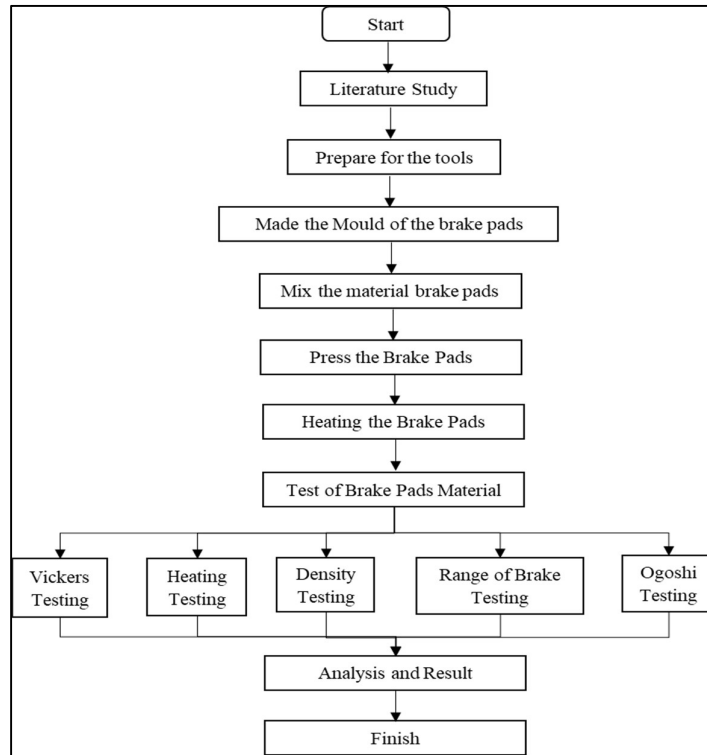 Start
Literature Study
Prepare for the tools
Made the Mould of the brake pads
Mix the material brake pads
Press the Brake Pads
Heating the Brake Pads
Test of Brake Pads Material
Vickers
Testing
Heating
Testing
Density
Testing
Range of Brake
Testing
Ogoshi
Testing
Analysis and Result
Finish